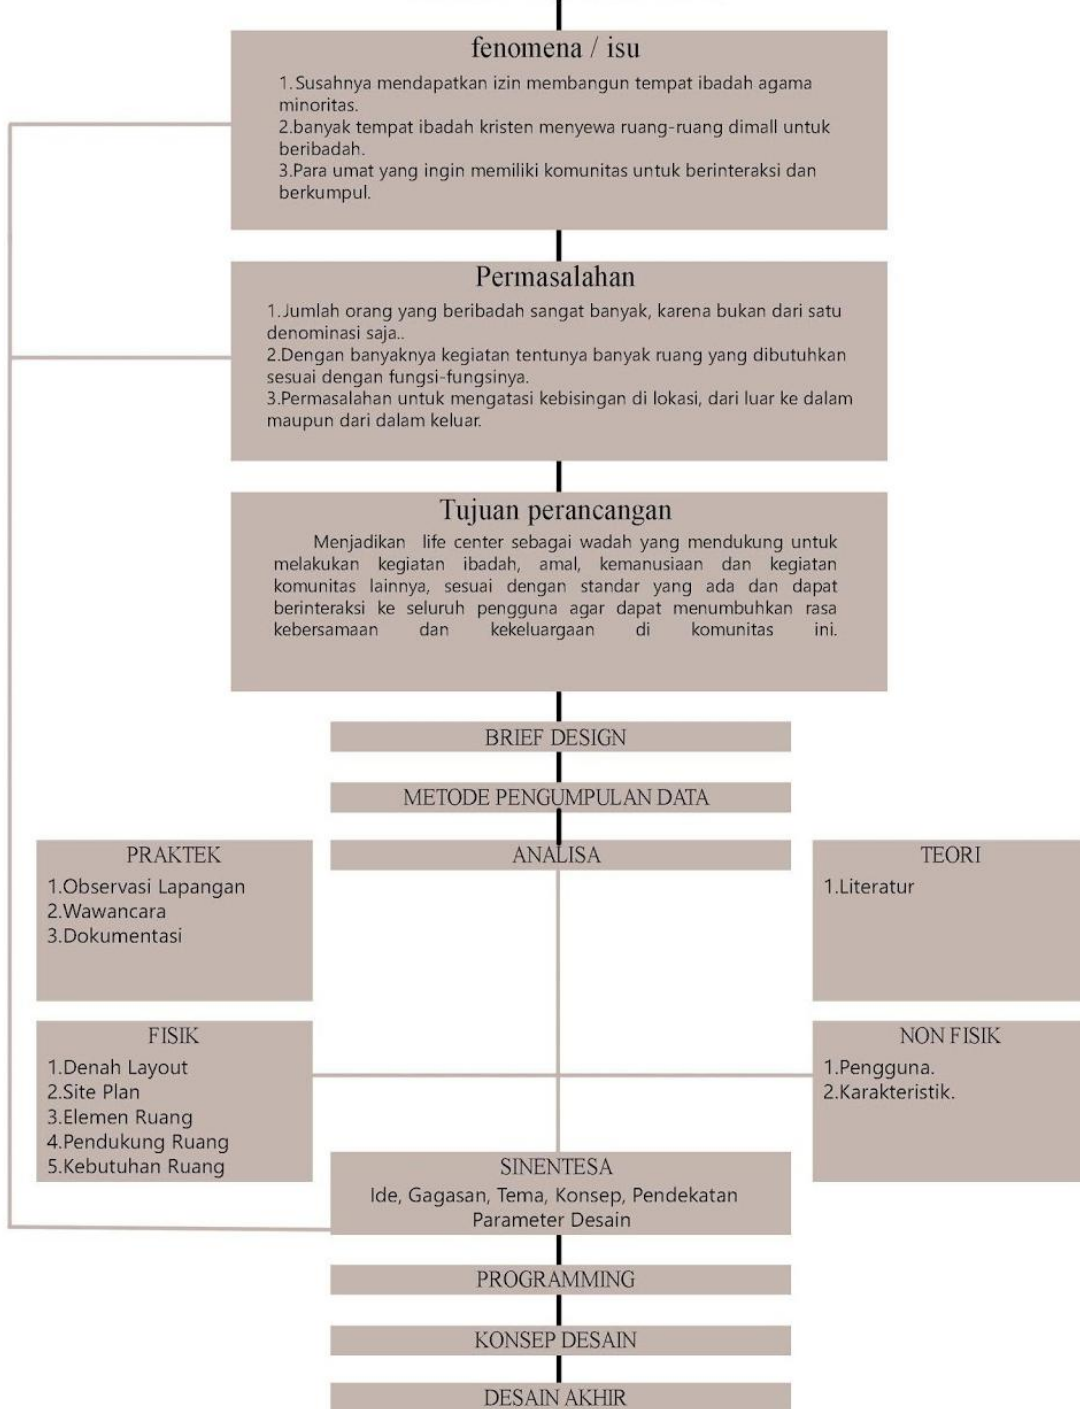 fenomena / isu
1. Susahnya mendapatkan izin membangun tempat ibadah agama
minoritas.
2.banyak tempat ibadah kristen menyewa ruang-ruang dimall untuk
beribadah.
3.Para umat yang ingin memiliki komunitas untuk berinteraksi dan
berkumpul.
Permasalahan
1.Jumlah orang yang beribadah sangat banyak, karena bukan dari satu
denominasi saja..
2.Dengan banyaknya kegiatan tentunya banyak ruang yang dibutuhkan
sesuai dengan fungsi-fungsinya.
3.Permasalahan untuk mengatasi kebisingan di lokasi, dari luar ke dalam
maupun dari dalam keluar.
Tujuan perancangan
Menjadikan life center sebagai wadah yang mendukung untuk
melakukan kegiatan ibadah, amal, kemanusiaan dan kegiatan
komunitas lainnya, sesuai dengan standar yang ada dan dapat
berinteraksi ke seluruh pengguna agar dapat menumbuhkan rasa
kebersamaan dan kekeluargaan di komunitas ini.
BRIEF DESIGN
METODE PENGUMPULAN DATA
PRAKTEK
1.Observasi Lapangan
2.Wawancara
3.Dokumentasi
ANALISA
TEORI
1.Literatur
FISIK
1.Denah Layout
2.Site Plan
3.Elemen Ruang
4.Pendukung Ruang
5.Kebutuhan Ruang
NON FISIK
1.Pengguna.
2.Karakteristik.
SINENTESA
Ide, Gagasan, Tema, Konsep, Pendekatan
Parameter Desain
PROGRAMMING
KONSEP DESAIN
DESAIN AKHIR